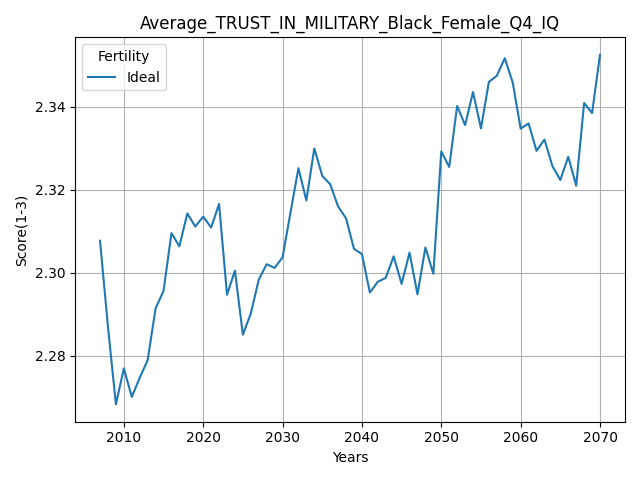 Average_TRUST_IN_MILITARY_Black_Female_Q4_IQ
Fertility
Ideal
Score(1-3)
2.34
2.32
2.30
2.28
2010 2020 2030 2040 2050 2060 2070
Years